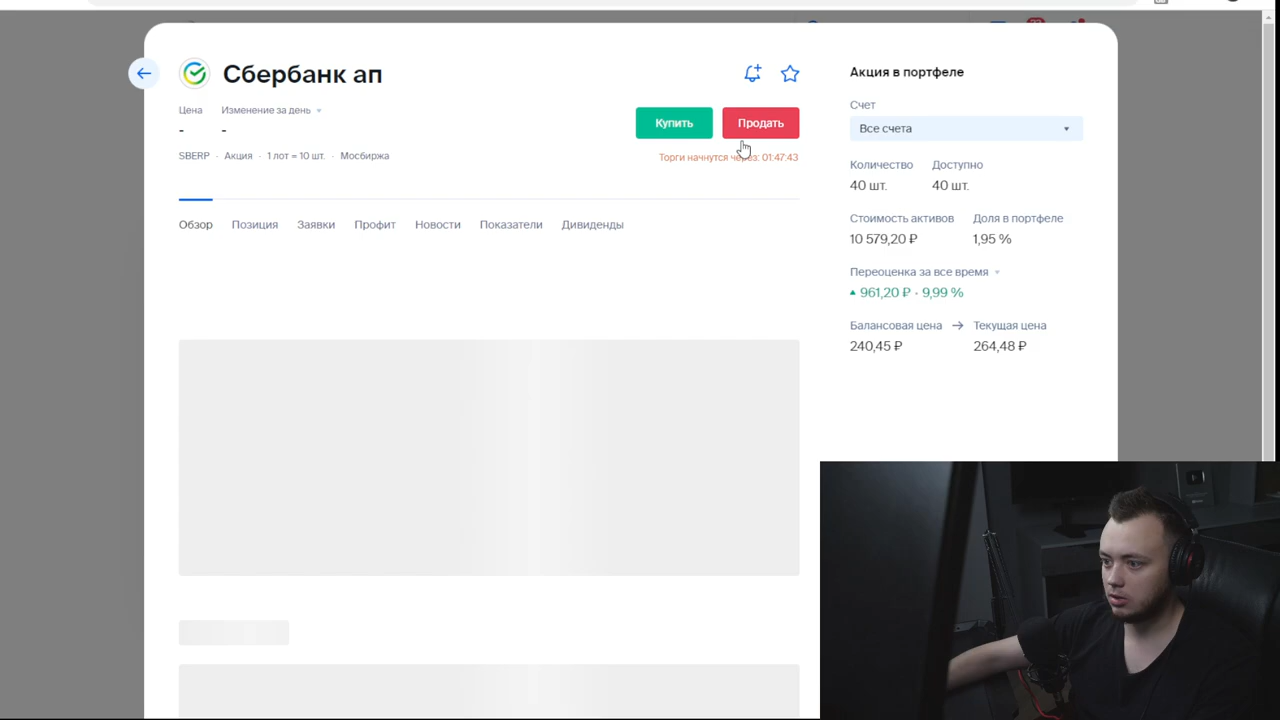 Сбербанк ап
Цена Изменение за день
- -
SBERP · Акция · 1 лот = 10 шт. · Мосбиржа
Купить Продать
Торги начнутся через: 01:47:43
Обзор Позиция Заявки Профит Новости Показатели Дивиденды
Акция в портфеле
Счет
Все счета
Количество Доступно
40 шт. 40 шт.
Стоимость активов Доля в портфеле
10 579,20 ₽ 1,95 %
Переоценка за все время
961,20 ₽ · 9,99 %
Балансовая цена → Текущая цена
240,45 ₽ 264,48 ₽